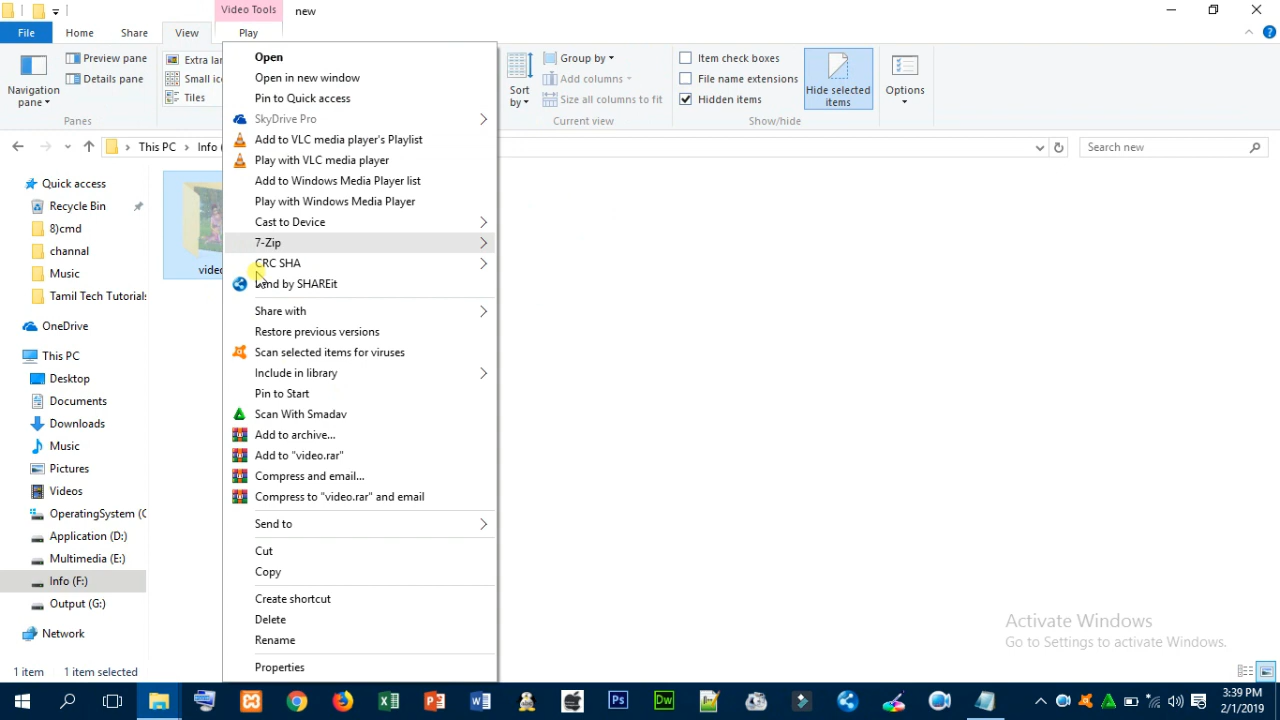 Video Tools
new
File
Home
Share
View
Play
Navigation
pane
Preview pane
Details pane
Panes
Extra lar
Small ic
Tiles
Sort
by
Group by
Add columns
Size all columns to fit
Current view
Item check boxes
File name extensions
Hidden items
Hide selected
items
Show/hide
Options
This PC
Info
Search new
Quick access
Recycle Bin
8)cmd
channel
Music
Tamil Tech Tutorials
OneDrive
This PC
Desktop
Documents
Downloads
Music
Pictures
Videos
OperatingSystem (C
Application (D:)
Multimedia (E:)
Info (F:)
Output (G:)
Network
video
Open
Open in new window
Pin to Quick access
SkyDrive Pro
Add to VLC media player's Playlist
Play with VLC media player
Add to Windows Media Player list
Play with Windows Media Player
Cast to Device
7-Zip
CRC SHA
Send by SHAREit
Share with
Restore previous versions
Scan selected items for viruses
Include in library
Pin to Start
Scan With Smadav
Add to archive...
Add to "video.rar"
Compress and email...
Compress to "video.rar" and email
Send to
Cut
Copy
Create shortcut
Delete
Rename
Properties
Activate Windows
Go to Settings to activate Windows.
1 item
1 item selected
Ps
Dw
3:39 PM
2/1/2019